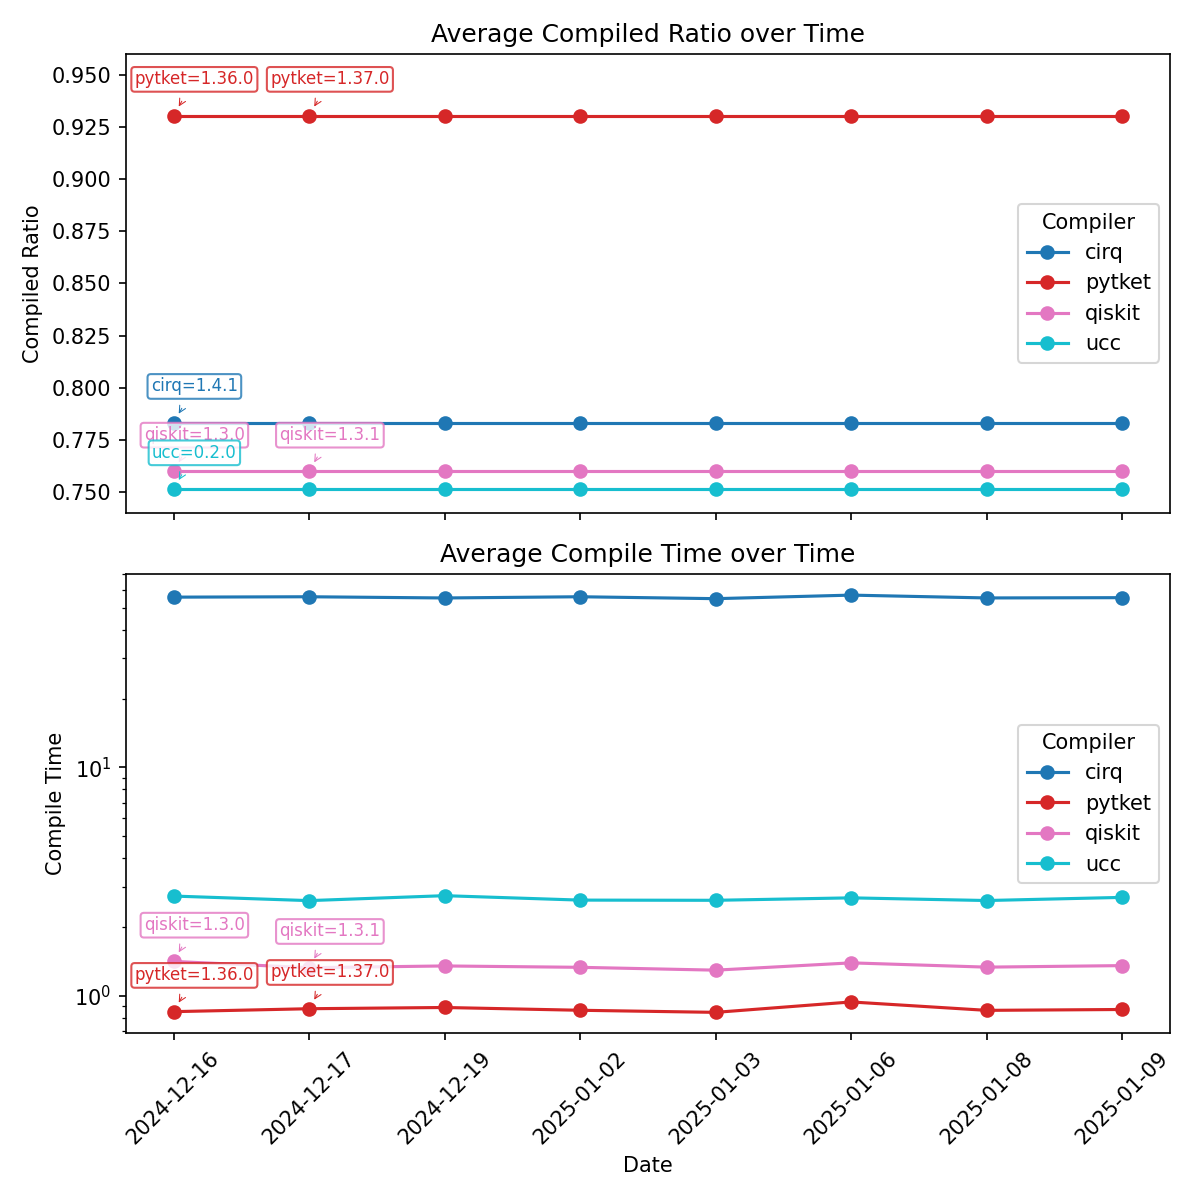 Average Compiled Ratio over Time
0.950
0.925
0.900
0.875
0.850
0.825
0.800
0.775
0.750
Compiled Ratio
pytket=1.36.0
pytket=1.37.0
cirq=1.4.1
qiskit=1.3.0
qiskit=1.3.1
ucc=0.2.0
Compiler
cirq
pytket
qiskit
ucc
Average Compile Time over Time
10¹
10⁰
Compile Time
qiskit=1.3.0
qiskit=1.3.1
pytket=1.36.0
pytket=1.37.0
Compiler
cirq
pytket
qiskit
ucc
2024-12-16
2024-12-17
2024-12-19
2025-01-02
2025-01-03
2025-01-06
2025-01-08
2025-01-09
Date